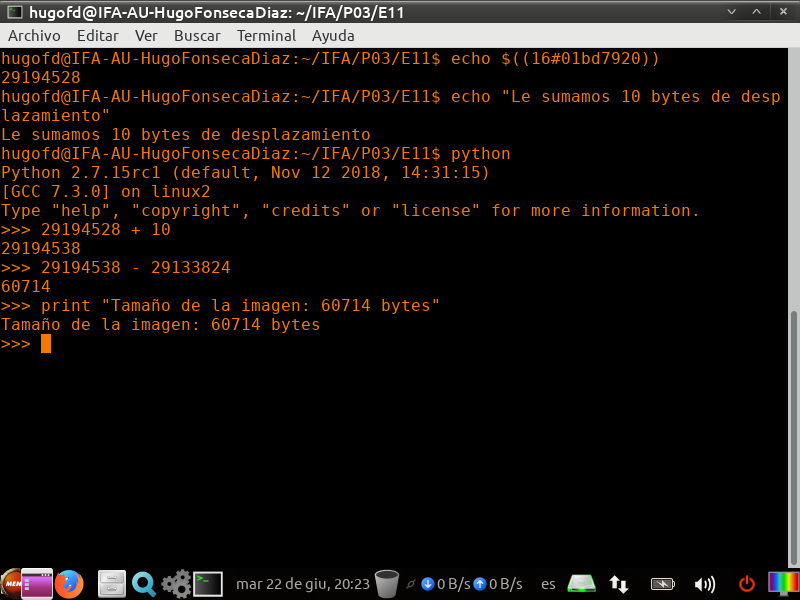 hugofd@IFA-AU-HugoFonsecaDiaz: ~/IFA/P03/E11
Archivo Editar Ver Buscar Terminal Ayuda
hugofd@IFA-AU-HugoFonsecaDiaz:~/IFA/P03/E11$ echo $((16#01bd7920))
29194528
hugofd@IFA-AU-HugoFonsecaDiaz:~/IFA/P03/E11$ echo "Le sumamos 10 bytes de desp
lazamiento"
Le sumamos 10 bytes de desplazamiento
hugofd@IFA-AU-HugoFonsecaDiaz:~/IFA/P03/E11$ python
Python 2.7.15rc1 (default, Nov 12 2018, 14:31:15)
[GCC 7.3.0] on linux2
Type "help", "copyright", "credits" or "license" for more information.
>>> 29194528 + 10
29194538
>>> 29194538 - 29133824
60714
>>> print "Tamaño de la imagen: 60714 bytes"
Tamaño de la imagen: 60714 bytes
>>>
MENU mar 22 de giu, 20:23 0 B/s 0 B/s es